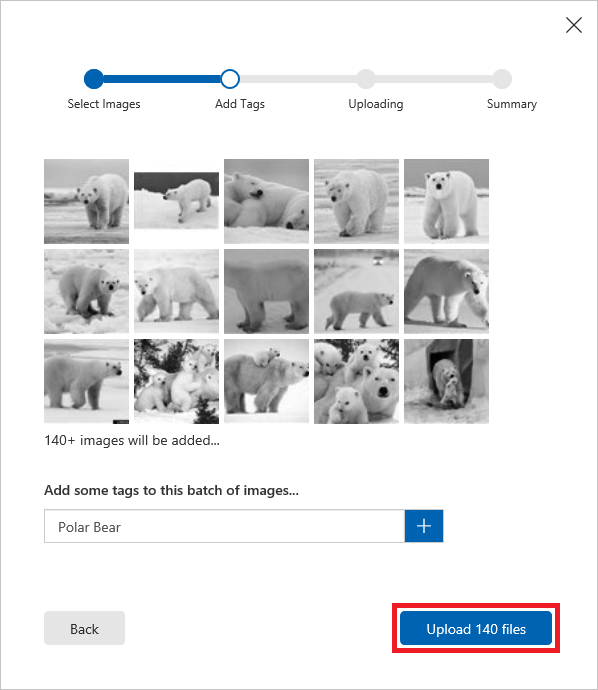 Select Images
Add Tags
Uploading
Summary
140+ images will be added...
Add some tags to this batch of images...
Polar Bear
Back
Upload 140 files